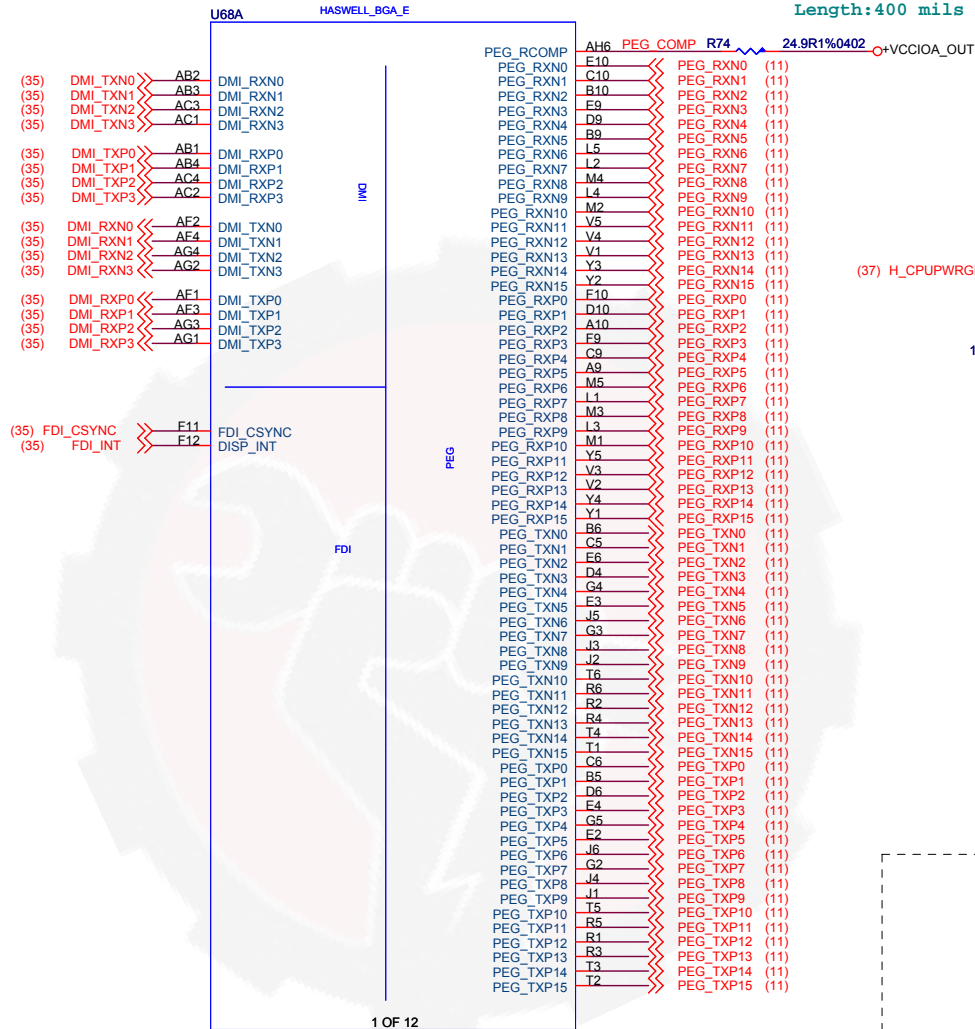 U68A
HASWELL_BGA_E
Length:400 mils
PEG_RCOMP AH6 PEG_COMP R74 24.9R1%0402 +VCCIOA_OUT
(35) DMI_TXN0 AB2 DMI_RXN0
(35) DMI_TXN1 AB3 DMI_RXN1
(35) DMI_TXN2 AC3 DMI_RXN2
(35) DMI_TXN3 AC1 DMI_RXN3
(35) DMI_TXP0 AB1 DMI_RXP0
(35) DMI_TXP1 AB4 DMI_RXP1
(35) DMI_TXP2 AC4 DMI_RXP2
(35) DMI_TXP3 AC2 DMI_RXP3
(35) DMI_RXN0 AF2 DMI_TXN0
(35) DMI_RXN1 AF4 DMI_TXN1
(35) DMI_RXN2 AG4 DMI_TXN2
(35) DMI_RXN3 AG2 DMI_TXN3
(35) DMI_RXP0 AF1 DMI_TXP0
(35) DMI_RXP1 AF3 DMI_TXP1
(35) DMI_RXP2 AG3 DMI_TXP2
(35) DMI_RXP3 AG1 DMI_TXP3
(35) FDI_CSYNC F11 FDI_CSYNC
(35) FDI_INT F12 DISP_INT
DMI
PEG
FDI
PEG_RXN0 E10 PEG_RXN0 (11)
PEG_RXN1 C10 PEG_RXN1 (11)
PEG_RXN2 B10 PEG_RXN2 (11)
PEG_RXN3 E9 PEG_RXN3 (11)
PEG_RXN4 D9 PEG_RXN4 (11)
PEG_RXN5 B9 PEG_RXN5 (11)
PEG_RXN6 L5 PEG_RXN6 (11)
PEG_RXN7 L2 PEG_RXN7 (11)
PEG_RXN8 M4 PEG_RXN8 (11)
PEG_RXN9 L4 PEG_RXN9 (11)
PEG_RXN10 M2 PEG_RXN10 (11)
PEG_RXN11 V5 PEG_RXN11 (11)
PEG_RXN12 V4 PEG_RXN12 (11)
PEG_RXN13 V1 PEG_RXN13 (11)
PEG_RXN14 Y3 PEG_RXN14 (11)
PEG_RXN15 Y2 PEG_RXN15 (11)
PEG_RXP0 F10 PEG_RXP0 (11)
PEG_RXP1 D10 PEG_RXP1 (11)
PEG_RXP2 A10 PEG_RXP2 (11)
PEG_RXP3 F9 PEG_RXP3 (11)
PEG_RXP4 C9 PEG_RXP4 (11)
PEG_RXP5 A9 PEG_RXP5 (11)
PEG_RXP6 M5 PEG_RXP6 (11)
PEG_RXP7 L1 PEG_RXP7 (11)
PEG_RXP8 M3 PEG_RXP8 (11)
PEG_RXP9 L3 PEG_RXP9 (11)
PEG_RXP10 M1 PEG_RXP10 (11)
PEG_RXP11 Y5 PEG_RXP11 (11)
PEG_RXP12 V3 PEG_RXP12 (11)
PEG_RXP13 V2 PEG_RXP13 (11)
PEG_RXP14 Y4 PEG_RXP14 (11)
PEG_RXP15 Y1 PEG_RXP15 (11)
PEG_TXN0 B6 PEG_TXN0 (11)
PEG_TXN1 C5 PEG_TXN1 (11)
PEG_TXN2 E6 PEG_TXN2 (11)
PEG_TXN3 D4 PEG_TXN3 (11)
PEG_TXN4 G4 PEG_TXN4 (11)
PEG_TXN5 E3 PEG_TXN5 (11)
PEG_TXN6 J5 PEG_TXN6 (11)
PEG_TXN7 G3 PEG_TXN7 (11)
PEG_TXN8 J3 PEG_TXN8 (11)
PEG_TXN9 J2 PEG_TXN9 (11)
PEG_TXN10 T6 PEG_TXN10 (11)
PEG_TXN11 R6 PEG_TXN11 (11)
PEG_TXN12 R2 PEG_TXN12 (11)
PEG_TXN13 R4 PEG_TXN13 (11)
PEG_TXN14 T4 PEG_TXN14 (11)
PEG_TXN15 T1 PEG_TXN15 (11)
PEG_TXP0 C6 PEG_TXP0 (11)
PEG_TXP1 B5 PEG_TXP1 (11)
PEG_TXP2 D6 PEG_TXP2 (11)
PEG_TXP3 E4 PEG_TXP3 (11)
PEG_TXP4 G5 PEG_TXP4 (11)
PEG_TXP5 E2 PEG_TXP5 (11)
PEG_TXP6 J6 PEG_TXP6 (11)
PEG_TXP7 G2 PEG_TXP7 (11)
PEG_TXP8 J4 PEG_TXP8 (11)
PEG_TXP9 J1 PEG_TXP9 (11)
PEG_TXP10 T5 PEG_TXP10 (11)
PEG_TXP11 R5 PEG_TXP11 (11)
PEG_TXP12 R1 PEG_TXP12 (11)
PEG_TXP13 R3 PEG_TXP13 (11)
PEG_TXP14 T3 PEG_TXP14 (11)
PEG_TXP15 T2 PEG_TXP15 (11)
(37) H_CPUPWRG
1
1 OF 12